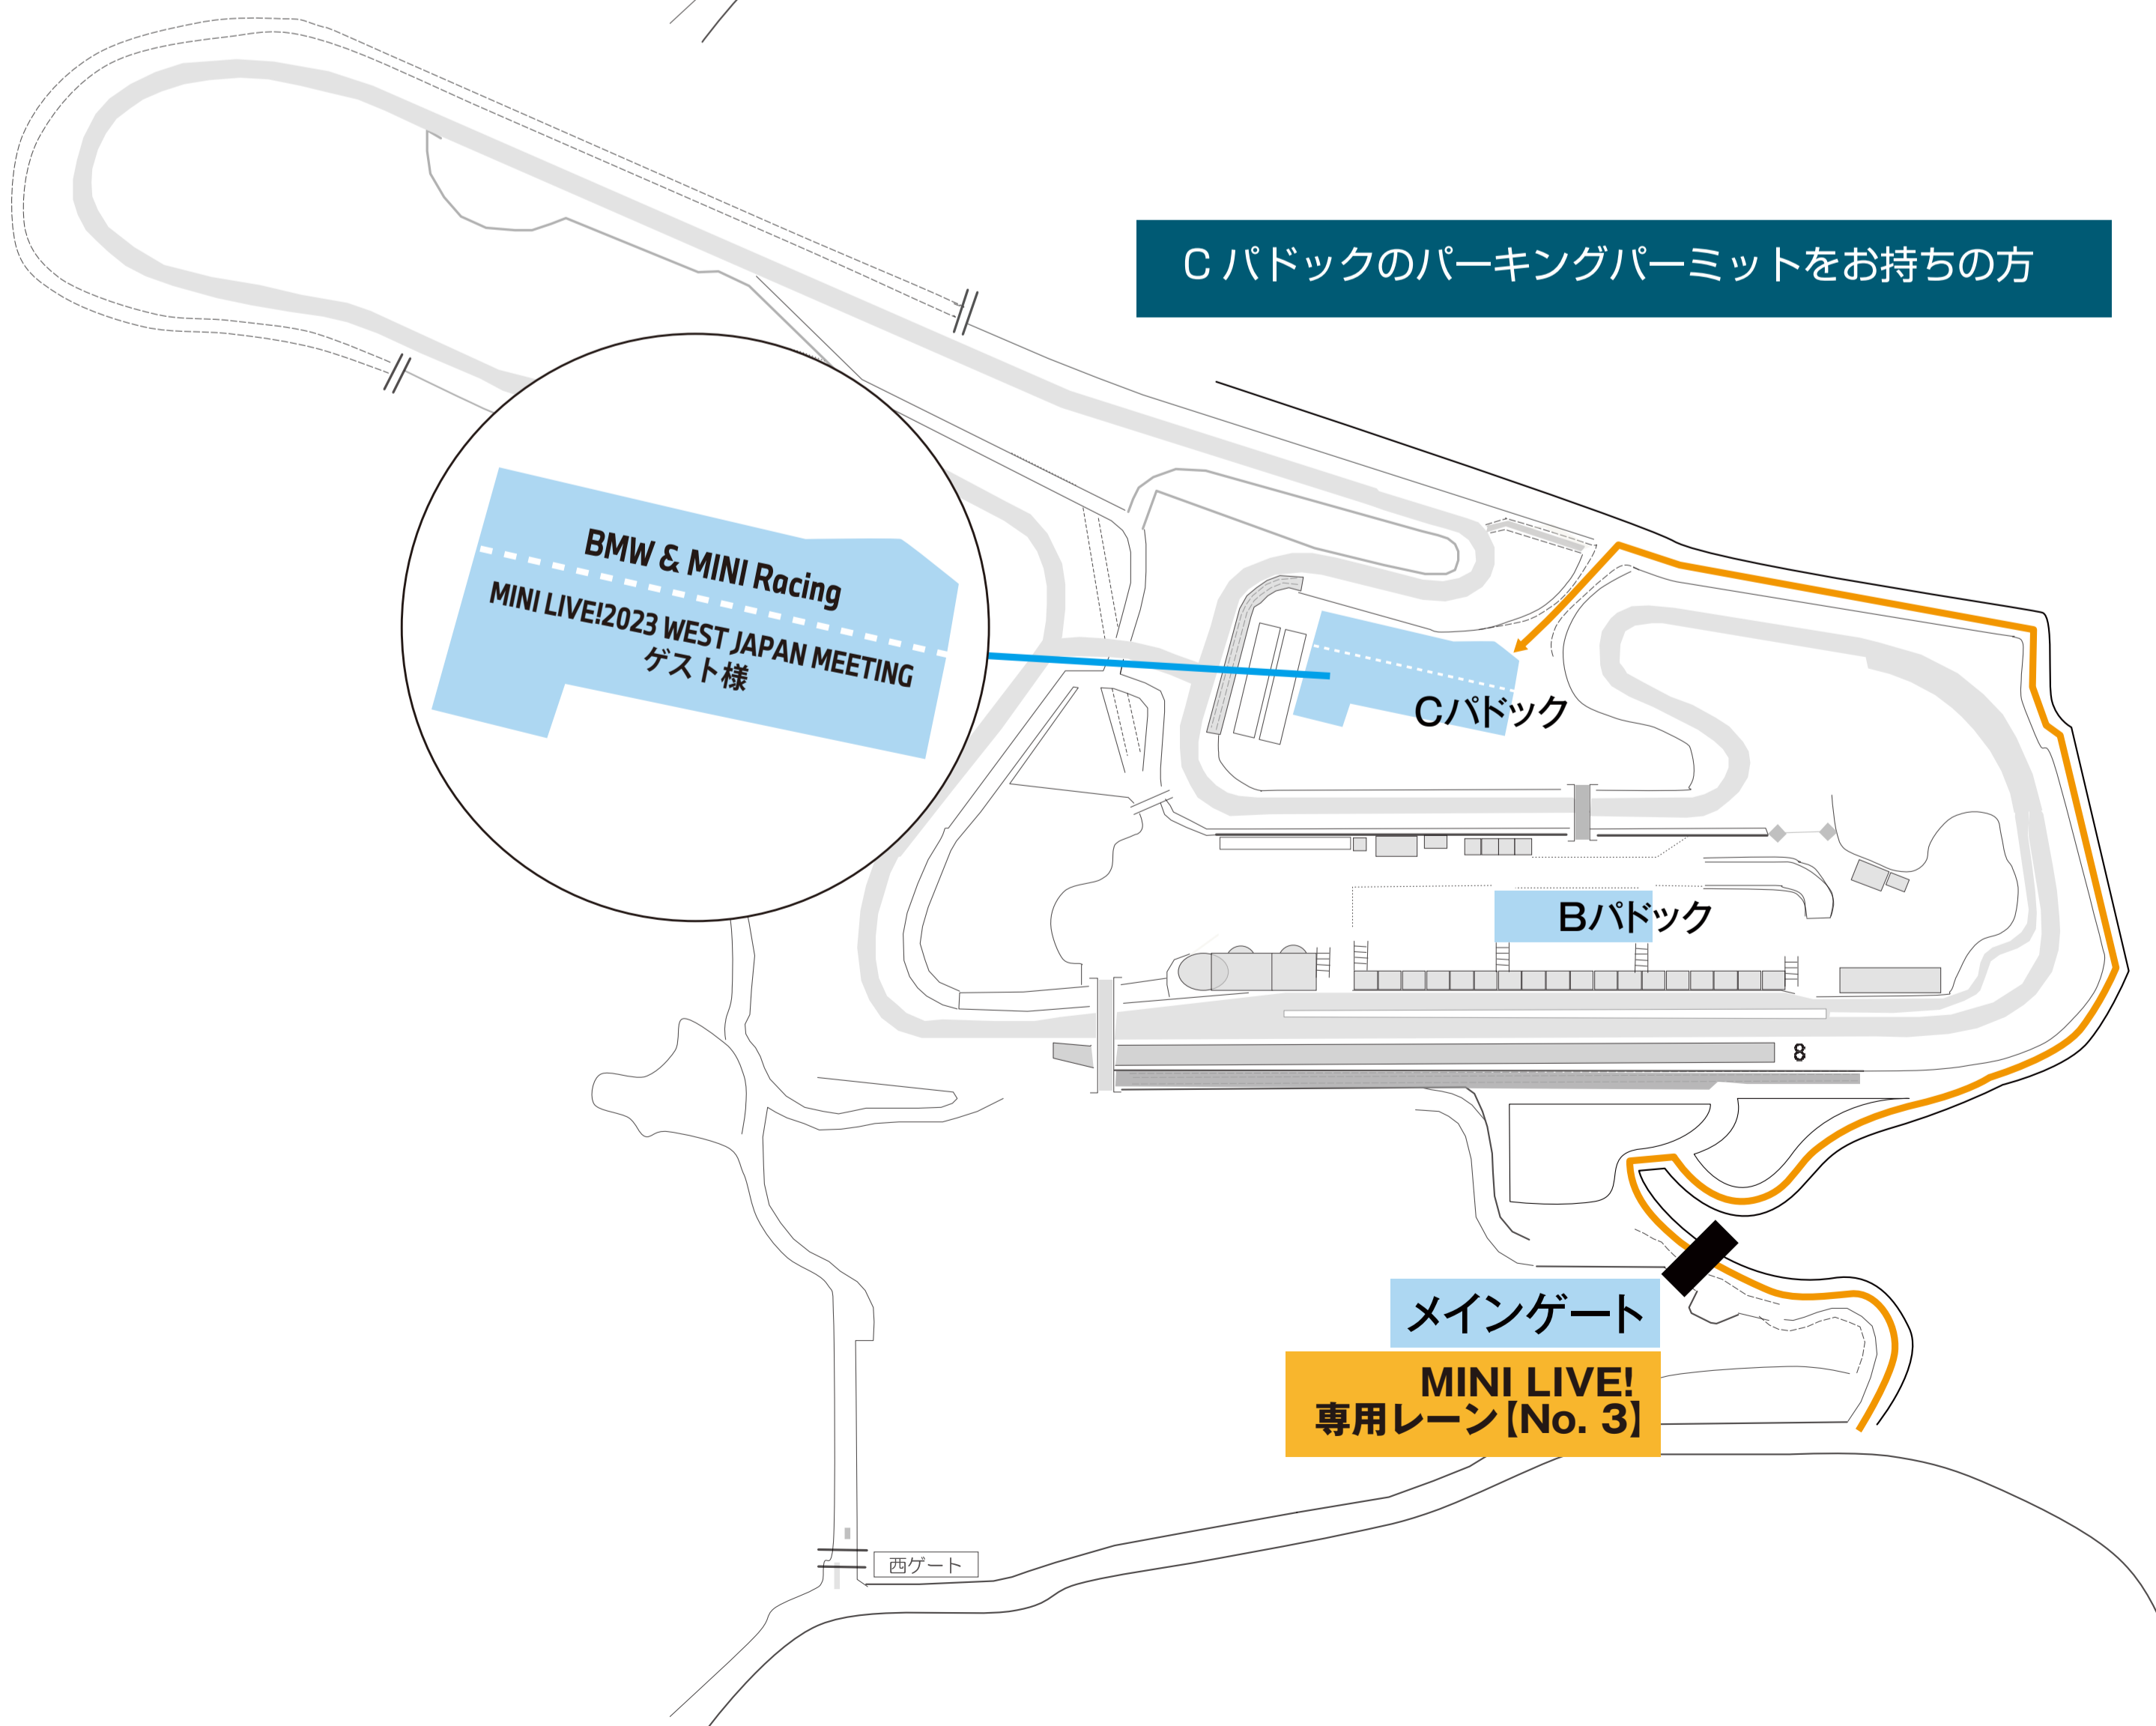 C パドックのパーキングパーミットをお持ちの方
BMW & MINI Racing
MINI LIVE!2023 WEST JAPAN MEETING
ゲスト様
Cパドック
Bパドック
8
メインゲート
MINI LIVE!
専用レーン【No. 3】
西ゲート